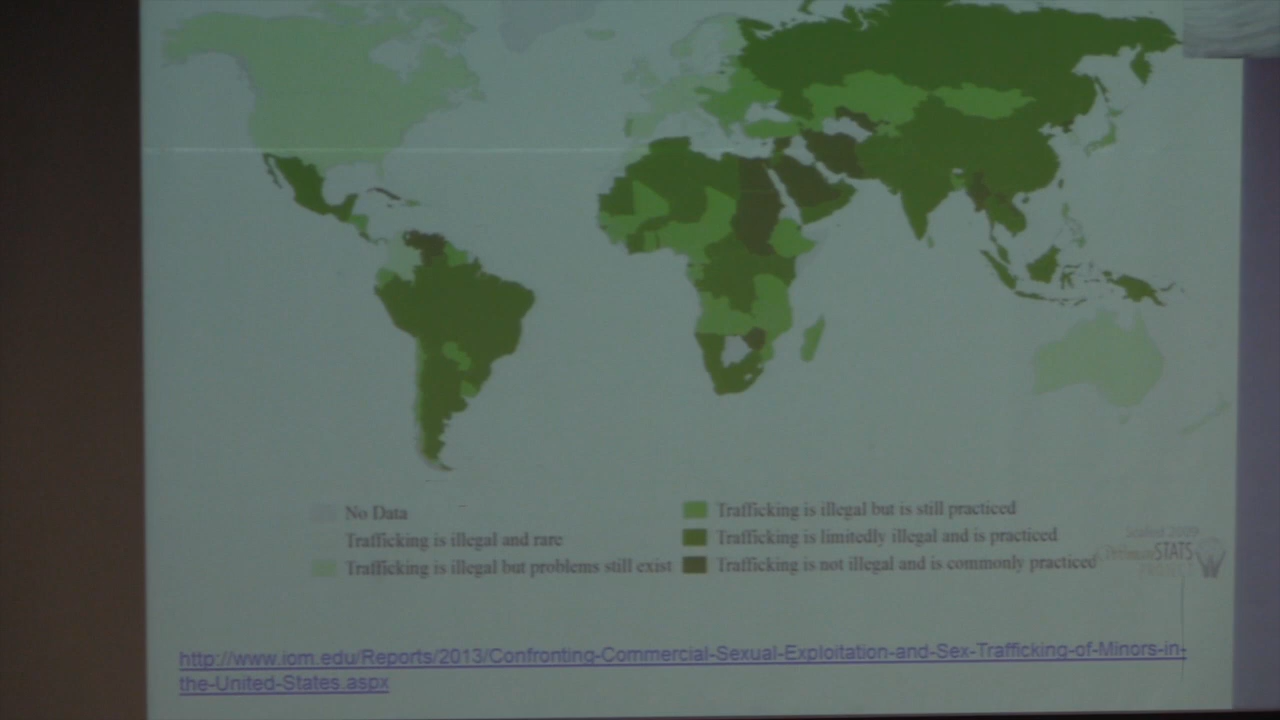 No Data
Trafficking is illegal and rare
Trafficking is illegal but problems still exist
Trafficking is illegal but is still practiced
Trafficking is limitedly illegal and is practiced
Trafficking is not illegal and is commonly practiced
STATS
PROJECT
http://www.iom.edu/Reports/2013/Confronting-Commercial-Sexual-Exploitation-and-Sex-Trafficking-of-Minors-in-
the-United-States.aspx